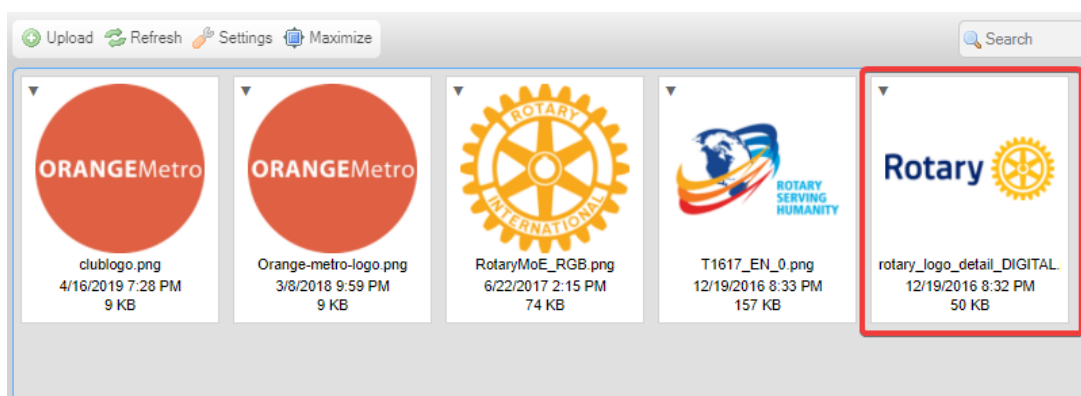 Upload Refresh Settings Maximize Search
ORANGEMetro
clublogo.png
4/16/2019 7:28 PM
9 KB
ORANGEMetro
Orange-metro-logo.png
3/8/2018 9:59 PM
9 KB
ROTARY
INTERNATIONAL
RotaryMoE_RGB.png
6/22/2017 2:15 PM
74 KB
ROTARY
SERVING
HUMANITY
T1617_EN_0.png
12/19/2016 8:33 PM
157 KB
Rotary
rotary_logo_detail_DIGITAL.
12/19/2016 8:32 PM
50 KB